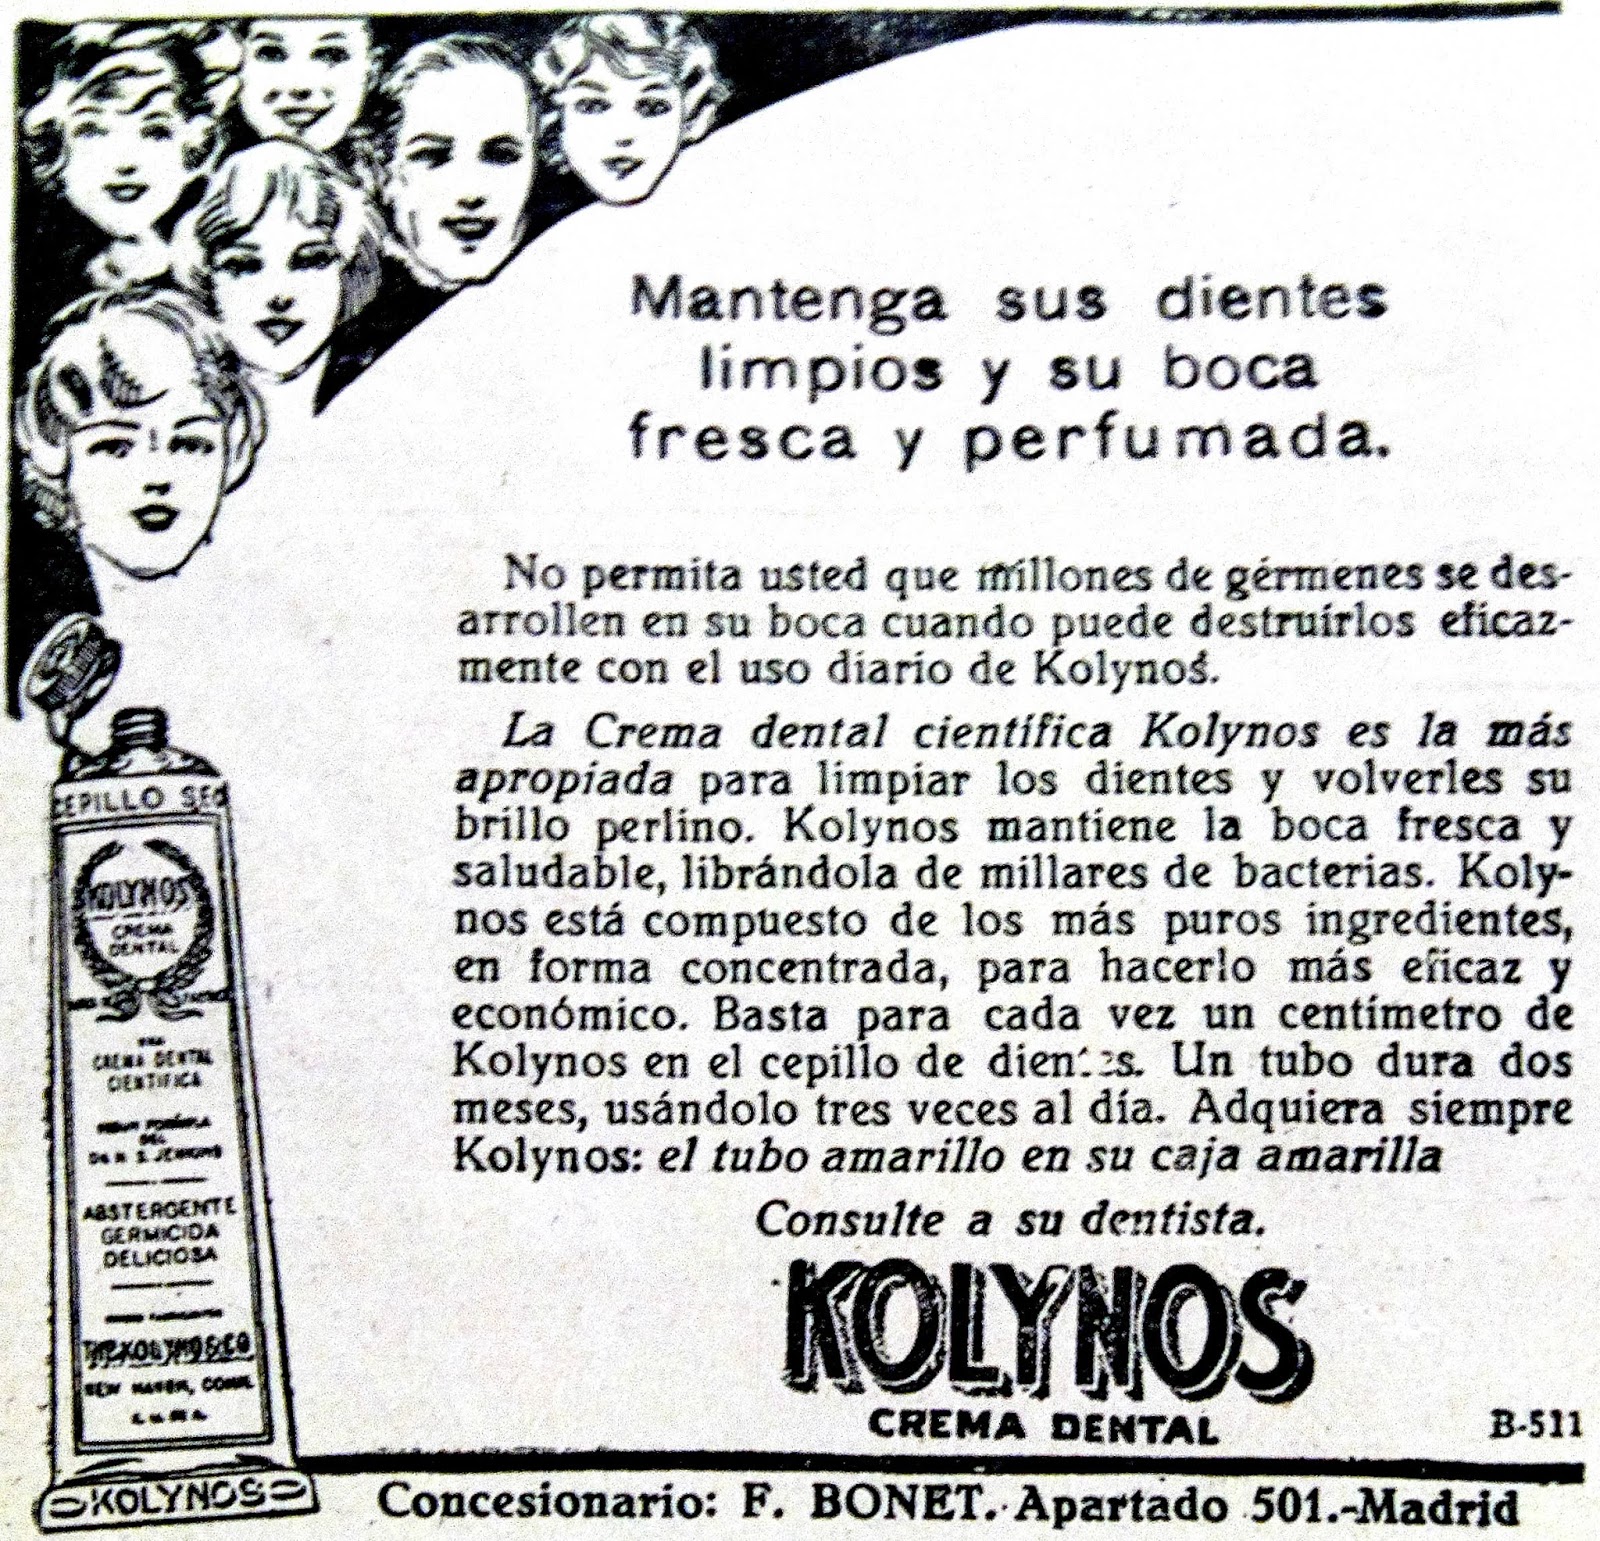 Mantenga sus dientes
limpios y su boca
fresca y perfumada.
No permita usted que millones de gérmenes se des-
arrollen en su boca cuando puede destruírlos eficaz-
mente con el uso diario de Kolynos.
La Crema dental científica Kolynos es la más
apropiada para limpiar los dientes y volverles su
brillo perlino. Kolynos mantiene la boca fresca y
saludable, librándola de millares de bacterias. Koly-
nos está compuesto de los más puros ingredientes,
en forma concentrada, para hacerlo más eficaz y
económico. Basta para cada vez un centímetro de
Kolynos en el cepillo de dientes. Un tubo dura dos
meses, usándolo tres veces al día. Adquiera siempre
Kolynos: el tubo amarillo en su caja amarilla
Consulte a su dentista.
KOLYNOS
CREMA DENTAL
B-511
CEPILLO SEC
KOLYNOS
CREMA
DENTAL
UNA
CREMA DENTAL
CIENTIFICA
DEL
DR N. S. JENKINS
ABSTERGENTE
GERMICIDA
DELICIOSA
THE KOLYNOS CO
NEW HAVEN, CONN.
KOLYNOS
Concesionario: F. BONET. Apartado 501.-Madrid